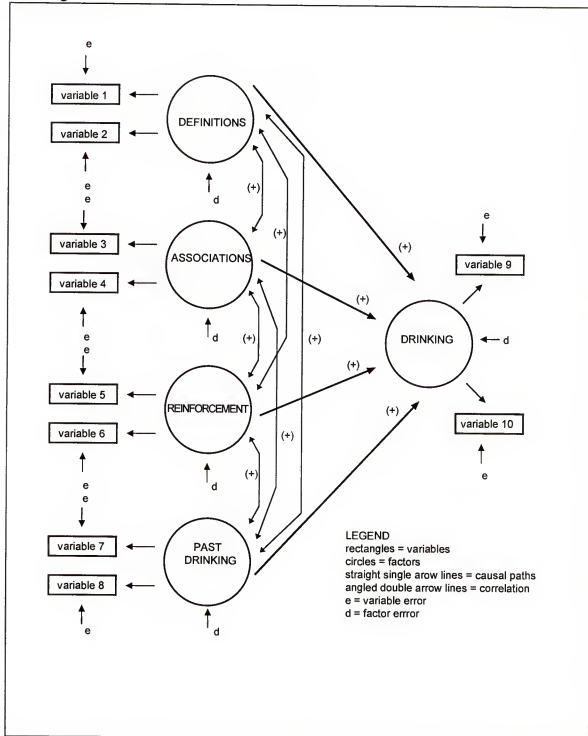 e
variable 1
DEFINITIONS
variable 2
e
e
(+)
d
(+)
(+)
e
variable 3
ASSOCIATIONS
variable 9
variable 4
(+)
d
(+)
(+)
(+)
DRINKING
d
e
e
(+)
(+)
variable 5
REINFORCEMENT
variable 10
variable 6
(+)
(+)
d
e
e
e
variable 7
PAST
DRINKING
variable 8
e
d
LEGEND
rectangles = variables
circles = factors
straight single arow lines = causal paths
angled double arrow lines = correlation
e = variable error
d = factor errror